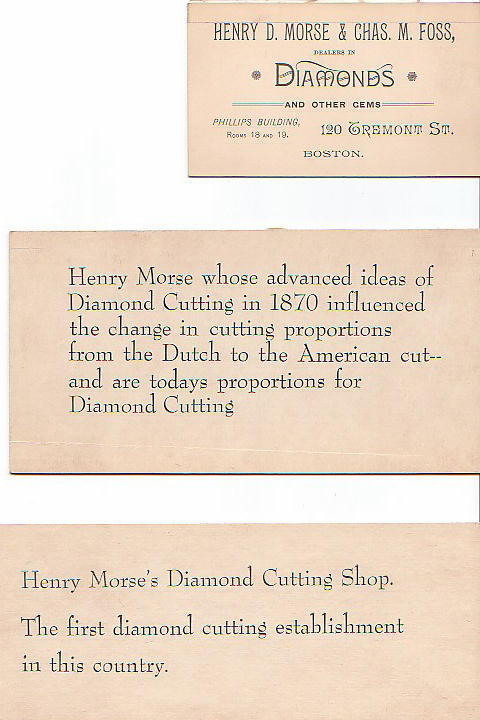 HENRY D. MORSE & CHAS. M. FOSS,
DEALERS IN
DIAMONDS
AND OTHER GEMS
PHILLIPS BUILDING,
ROOMS 18 AND 19.
120 TREMONT ST.
BOSTON.
Henry Morse whose advanced ideas of
Diamond Cutting in 1870 influenced
the change in cutting proportions
from the Dutch to the American cut--
and are todays proportions for
Diamond Cutting
Henry Morse's Diamond Cutting Shop.
The first diamond cutting establishment
in this country.